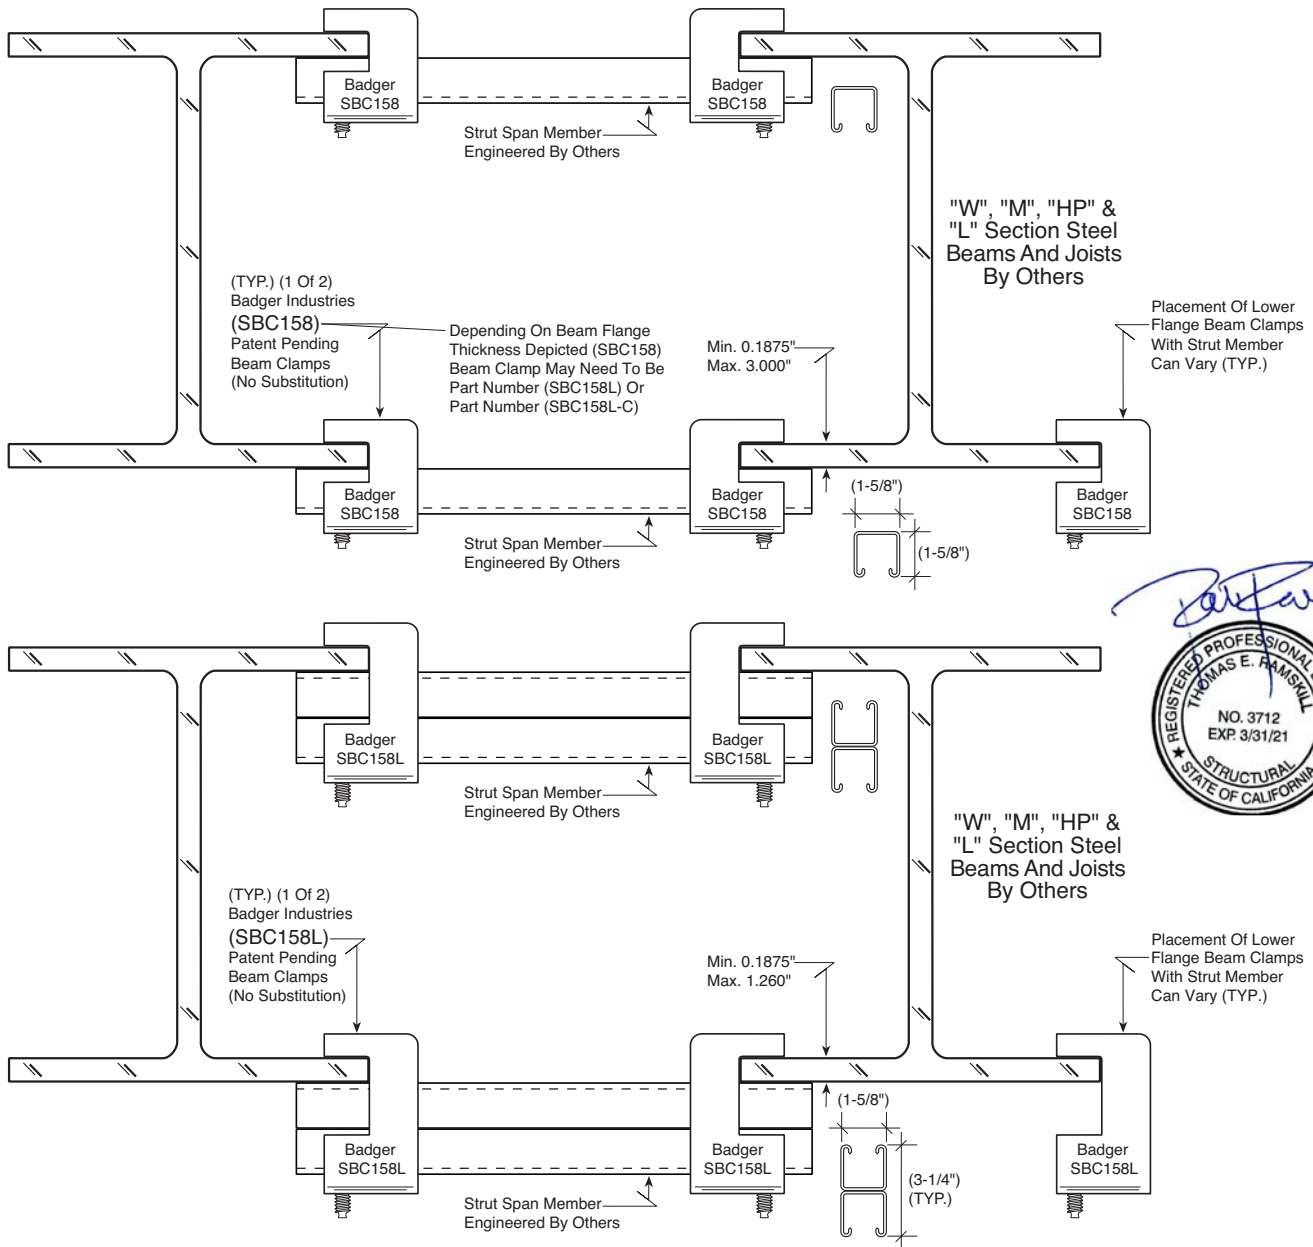 Badger
SBC158
Badger
SBC158
Strut Span Member
Engineered By Others
"W", "M", "HP" &
"L" Section Steel
Beams And Joists
By Others
(TYP.) (1 Of 2)
Badger Industries
(SBC158)
Patent Pending
Beam Clamps
(No Substitution)
Depending On Beam Flange
Thickness Depicted (SBC158)
Beam Clamp May Need To Be
Part Number (SBC158L) Or
Part Number (SBC158L-C)
Min. 0.1875"
Max. 3.000"
Placement Of Lower
Flange Beam Clamps
With Strut Member
Can Vary (TYP.)
Badger
SBC158
Badger
SBC158
(1-5/8")
(1-5/8")
Badger
SBC158
Strut Span Member
Engineered By Others
REGISTERED PROFESSIONAL
THOMAS E. RAMSKILL
NO. 3712
EXP. 3/31/21
STRUCTURAL
STATE OF CALIFORNIA
Badger
SBC158L
Badger
SBC158L
Strut Span Member
Engineered By Others
"W", "M", "HP" &
"L" Section Steel
Beams And Joists
By Others
(TYP.) (1 Of 2)
Badger Industries
(SBC158L)
Patent Pending
Beam Clamps
(No Substitution)
Min. 0.1875"
Max. 1.260"
Placement Of Lower
Flange Beam Clamps
With Strut Member
Can Vary (TYP.)
Badger
SBC158L
Badger
SBC158L
(1-5/8")
(3-1/4")
(TYP.)
Badger
SBC158L
Strut Span Member
Engineered By Others